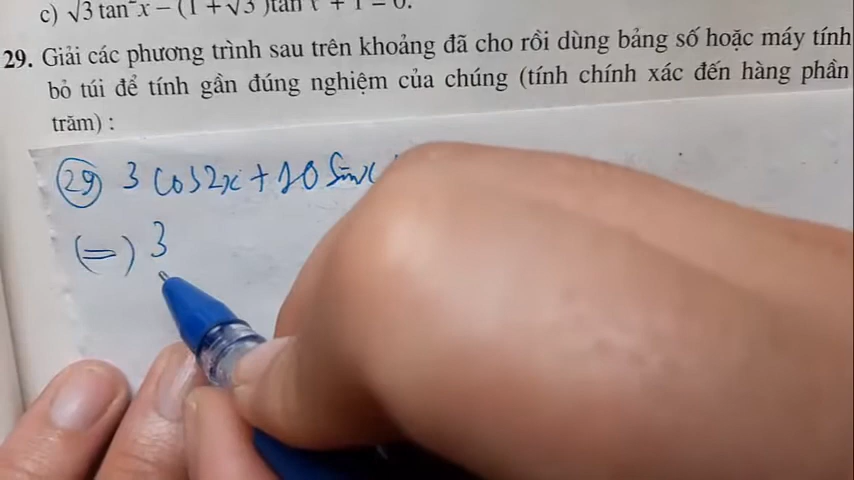 c) √3 tan²x − (1 + √3)tan x + 1 = 0.
29. Giải các phương trình sau trên khoảng đã cho rồi dùng bảng số hoặc máy tính
bỏ túi để tính gần đúng nghiệm của chúng (tính chính xác đến hàng phần
trăm) :
29 3 cos2x + 10 sinx
(=) 3